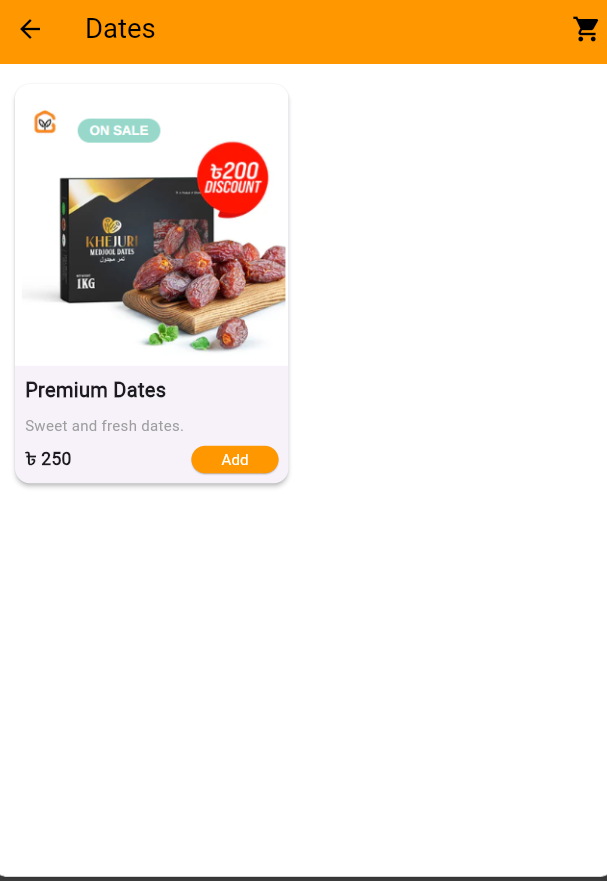 Dates
ON SALE
৳200
DISCOUNT
KHEJURI
MEDJOOL DATES
تمر مجدول
1KG
Premium Dates
Sweet and fresh dates.
৳ 250
Add